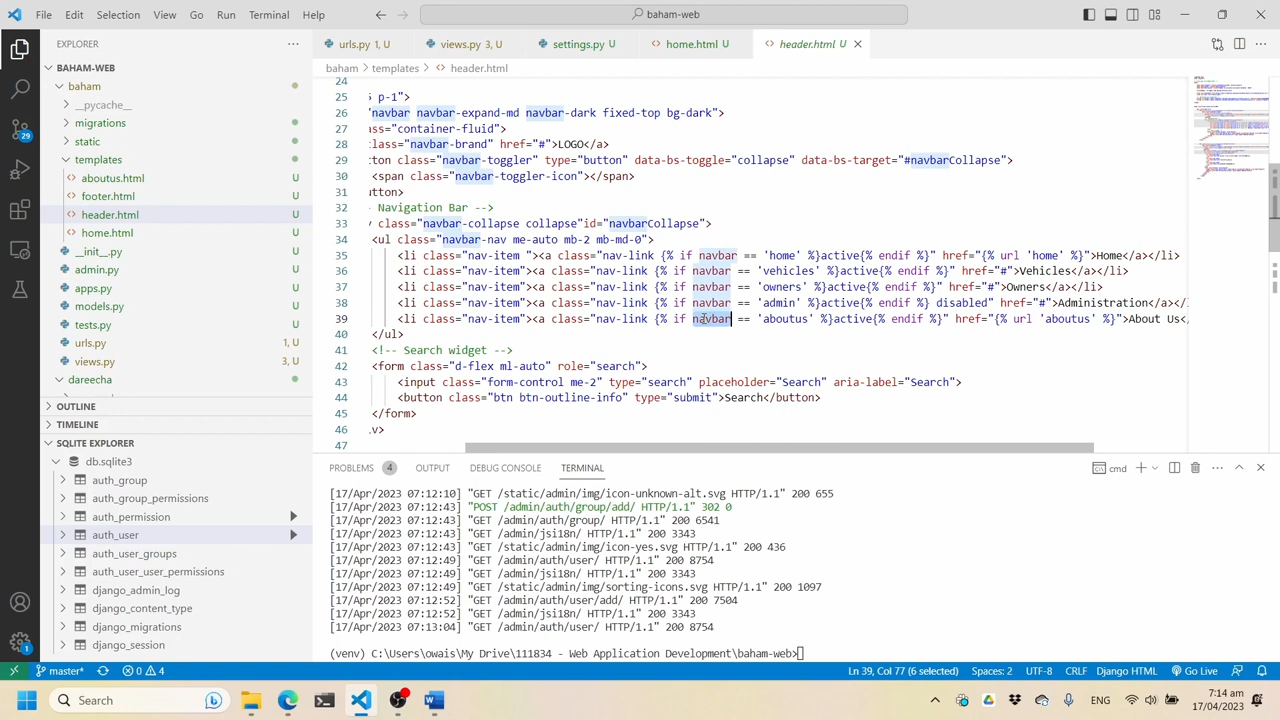 File Edit Selection View Go Run Terminal Help
baham-web
EXPLORER
urls.py 1, U
views.py 3, U
settings.py U
home.html U
header.html U
BAHAM-WEB
baham > templates > header.html
baham
__pycache__
migrations
static
templates
aboutus.html U
footer.html U
header.html U
home.html U
__init__.py U
admin.py U
apps.py U
models.py U
tests.py U
urls.py 1, U
views.py 3, U
dareecha
OUTLINE
TIMELINE
SQLITE EXPLORER
db.sqlite3
auth_group
auth_group_permissions
auth_permission
auth_user
auth_user_groups
auth_user_user_permissions
django_admin_log
django_content_type
django_migrations
django_session
24
25 p-1">
26 navbar navbar-expand-md navbar-dark fixed-top bg-dark">
27 ass="container-fluid">
28 ="navbar-brand" href="#">LOGO</a>
29 ton class="navbar-toggler" type="button" data-bs-toggle="collapse" data-bs-target="#navbarCollapse">
30 <span class="navbar-toggler-icon"></span>
31 utton>
32 Navigation Bar -->
33 class="navbar-collapse collapse"id="navbarCollapse">
34 <ul class="navbar-nav me-auto mb-2 mb-md-0">
35 <li class="nav-item "><a class="nav-link {% if navbar == 'home' %}active{% endif %}" href="{% url 'home' %}">Home</a></li>
36 <li class="nav-item"><a class="nav-link {% if navbar == 'vehicles' %}active{% endif %}" href="#">Vehicles</a></li>
37 <li class="nav-item"><a class="nav-link {% if navbar == 'owners' %}active{% endif %}" href="#">Owners</a></li>
38 <li class="nav-item"><a class="nav-link {% if navbar == 'admin' %}active{% endif %} disabled" href="#">Administration</a></li
39 <li class="nav-item"><a class="nav-link {% if navbar == 'aboutus' %}active{% endif %}" href="{% url 'aboutus' %}">About Us<
40 </ul>
41 <!-- Search widget -->
42 <form class="d-flex ml-auto" role="search">
43 <input class="form-control me-2" type="search" placeholder="Search" aria-label="Search">
44 <button class="btn btn-outline-info" type="submit">Search</button>
45 </form>
46 v>
47
PROBLEMS 4 OUTPUT DEBUG CONSOLE TERMINAL cmd
[17/Apr/2023 07:12:10] "GET /static/admin/img/icon-unknown-alt.svg HTTP/1.1" 200 655
[17/Apr/2023 07:12:43] "POST /admin/auth/group/add/ HTTP/1.1" 302 0
[17/Apr/2023 07:12:43] "GET /admin/auth/group/ HTTP/1.1" 200 6541
[17/Apr/2023 07:12:43] "GET /admin/jsi18n/ HTTP/1.1" 200 3343
[17/Apr/2023 07:12:43] "GET /static/admin/img/icon-yes.svg HTTP/1.1" 200 436
[17/Apr/2023 07:12:49] "GET /admin/auth/user/ HTTP/1.1" 200 8754
[17/Apr/2023 07:12:49] "GET /admin/jsi18n/ HTTP/1.1" 200 3343
[17/Apr/2023 07:12:49] "GET /static/admin/img/sorting-icons.svg HTTP/1.1" 200 1097
[17/Apr/2023 07:12:52] "GET /admin/auth/user/add/ HTTP/1.1" 200 7504
[17/Apr/2023 07:12:52] "GET /admin/jsi18n/ HTTP/1.1" 200 3343
[17/Apr/2023 07:13:04] "GET /admin/auth/user/ HTTP/1.1" 200 8754
(venv) C:\Users\owais\My Drive\111834 - Web Application Development\baham-web>
29
1
master* 0 4
Ln 39, Col 77 (6 selected) Spaces: 2 UTF-8 CRLF Django HTML Go Live
Search
ENG
7:14 am
17/04/2023